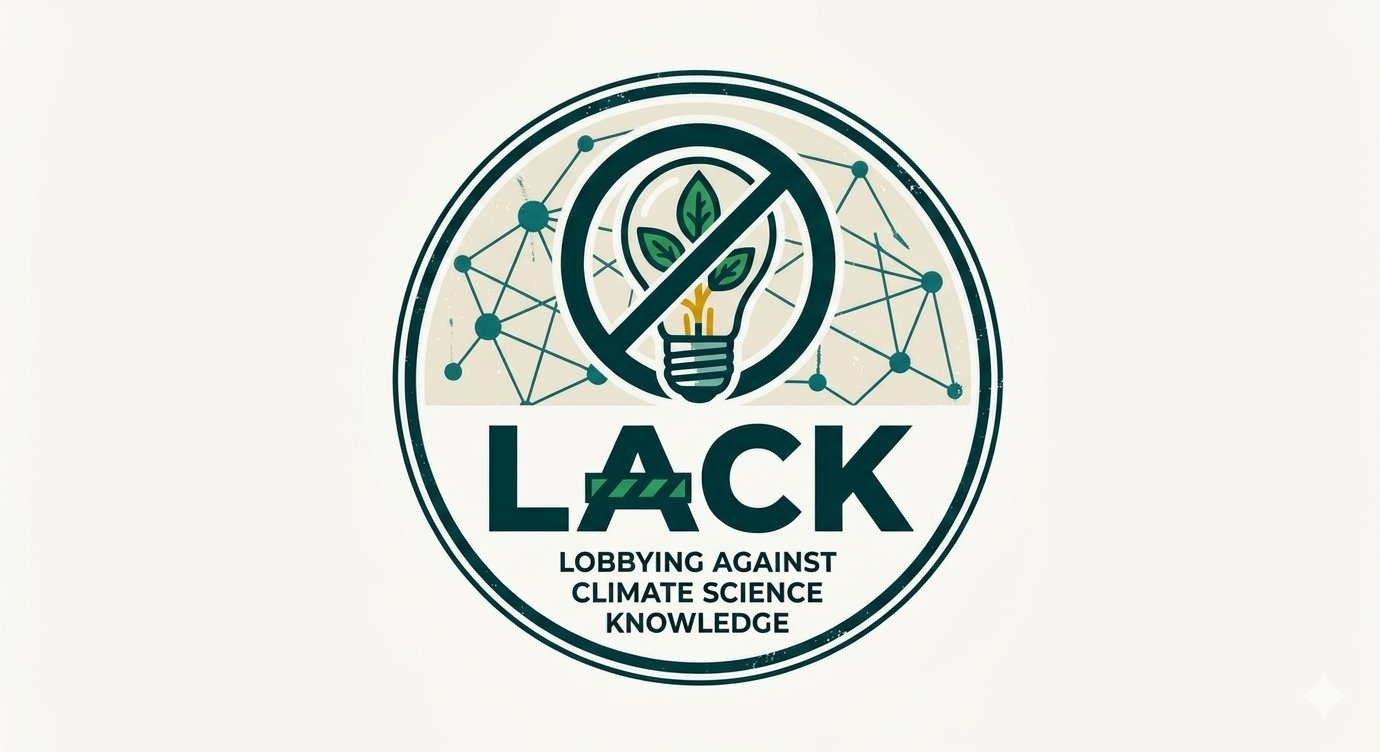 LACK
LOBBYING AGAINST
CLIMATE SCIENCE
KNOWLEDGE